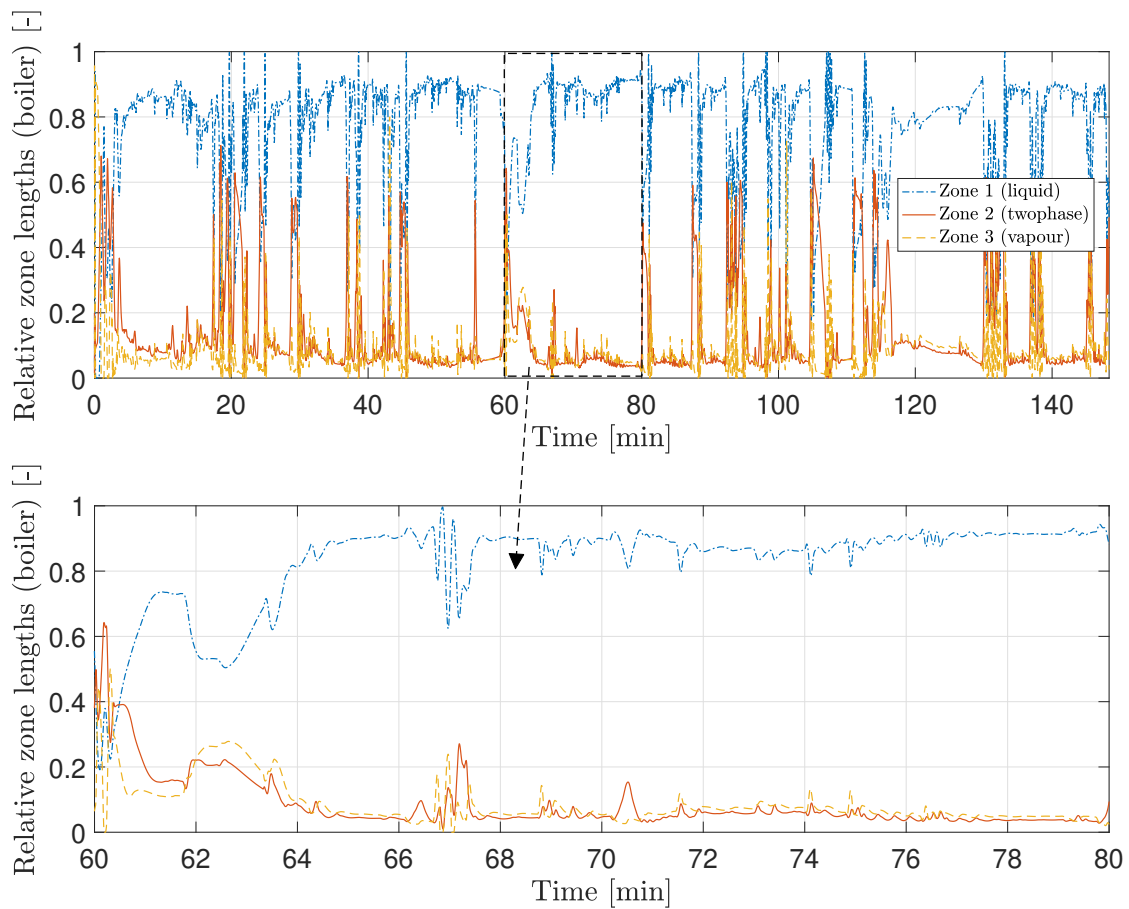 Relative zone lengths (boiler) [-]
1
0.8
0.6
0.4
0.2
0
Zone 1 (liquid)
Zone 2 (twophase)
Zone 3 (vapour)
0 20 40 60 80 100 120 140
Time [min]
Relative zone lengths (boiler) [-]
1
0.8
0.6
0.4
0.2
0
60 62 64 66 68 70 72 74 76 78 80
Time [min]